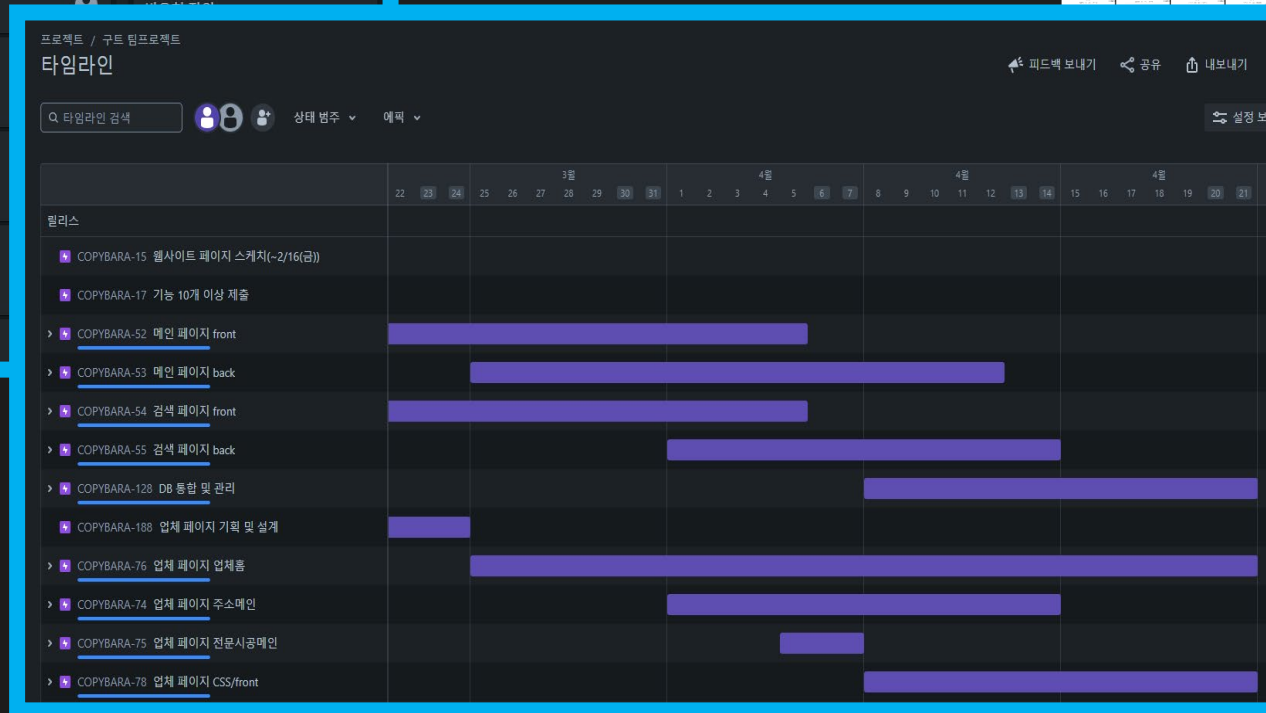 프로젝트 / 구트 팀프로젝트
타임라인
피드백 보내기 공유 내보내기
타임라인 검색 상태 범주 에픽 설정 보
3월 4월 4월 4월
22 23 24 25 26 27 28 29 30 31 1 2 3 4 5 6 7 8 9 10 11 12 13 14 15 16 17 18 19 20 21
릴리스
COPYBARA-15 웹사이트 페이지 스케치(~2/16(금))
COPYBARA-17 기능 10개 이상 제출
COPYBARA-52 메인 페이지 front
COPYBARA-53 메인 페이지 back
COPYBARA-54 검색 페이지 front
COPYBARA-55 검색 페이지 back
COPYBARA-128 DB 통합 및 관리
COPYBARA-188 업체 페이지 기획 및 설계
COPYBARA-76 업체 페이지 업체홈
COPYBARA-74 업체 페이지 주소메인
COPYBARA-75 업체 페이지 전문시공메인
COPYBARA-78 업체 페이지 CSS/front